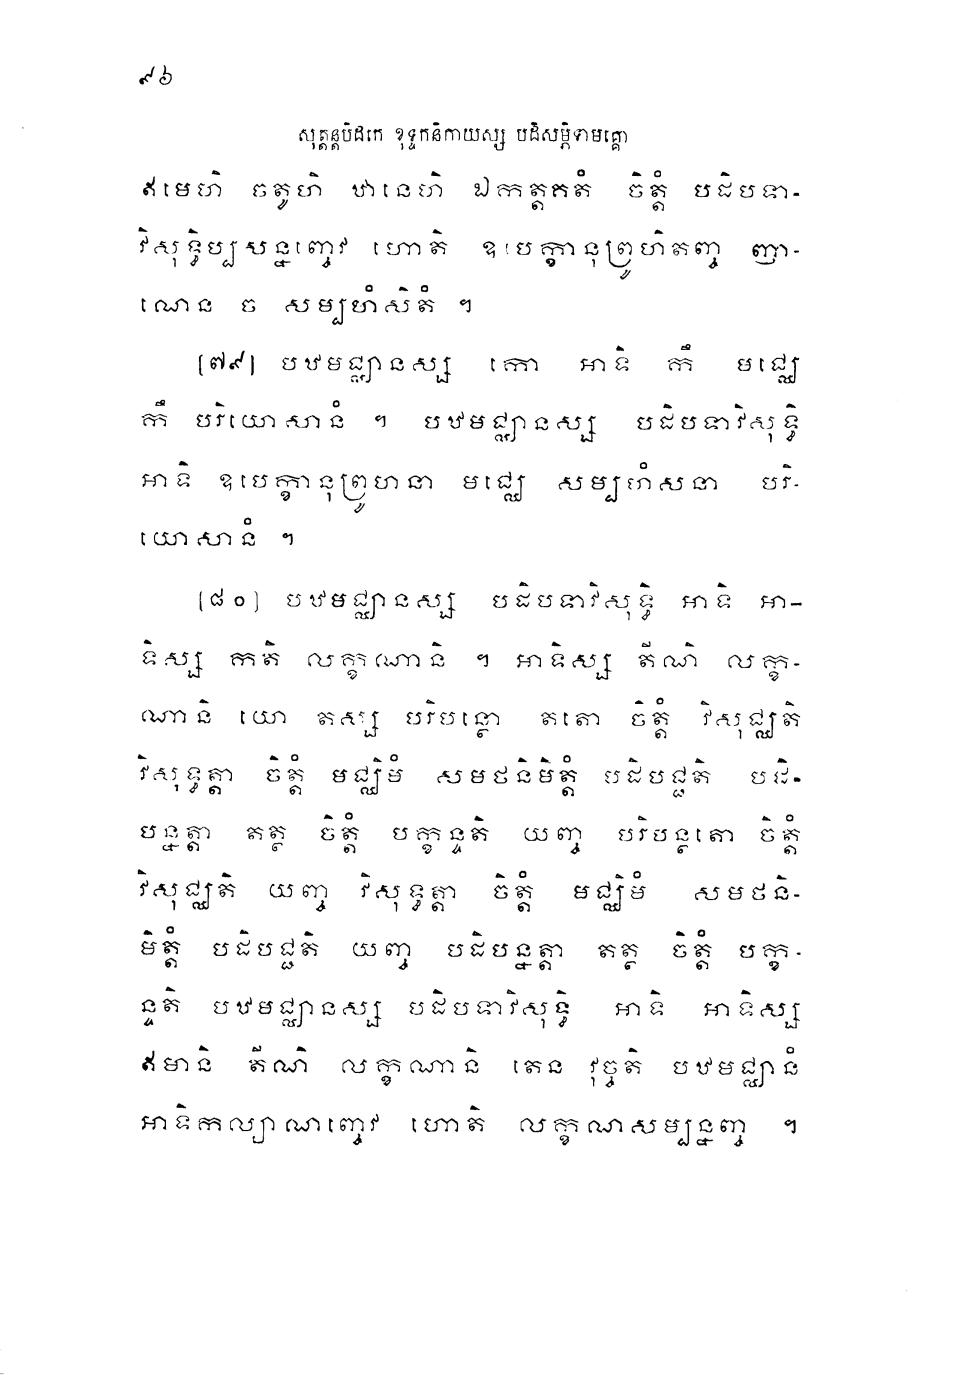 ៩៦
សុត្តន្តបិដកេ ខុទ្ទកនិកាយស្ស បដិសម្ភិទាមគ្គោ
ឥមេហិ ចតូហិ ឋានេហិ ឯកត្តគតំ ចិត្តំ បដិបទា-
វិសុទ្ធិប្បសន្នញ្ចេវ ហោតិ ឧបេក្ខានុព្រូហិតញ្ច ញា-
ណេន ច សម្បហំសិតំ ។
[៧៩] បឋមជ្ឈានស្ស កោ អាទិ កឹ មជ្ឈេ
កឹ បរិយោសានំ ។ បឋមជ្ឈានស្ស បដិបទាវិសុទ្ធិ
អាទិ ឧបេក្ខានុព្រូហនា មជ្ឈេ សម្បហំសនា បរិ-
យោសានំ ។
[៨០] បឋមជ្ឈានស្ស បដិបទាវិសុទ្ធិ អាទិ អា-
ទិស្ស កតិ លក្ខណានិ ។ អាទិស្ស តីណិ លក្ខ-
ណានិ យោ តស្ស បរិបន្ថោ តតោ ចិត្តំ វិសុជ្ឈតិ
វិសុទ្ធត្តា ចិត្តំ មជ្ឈិមំ សមថនិមិត្តំ បដិបជ្ជតិ បដិ-
បន្នត្តា តត្ថ ចិត្តំ បក្ខន្ទតិ យញ្ច បរិបន្ថតោ ចិត្តំ
វិសុជ្ឈតិ យញ្ច វិសុទ្ធត្តា ចិត្តំ មជ្ឈិមំ សមថនិ-
មិត្តំ បដិបជ្ជតិ យញ្ច បដិបន្នត្តា តត្ថ ចិត្តំ បក្ខ-
ន្ទតិ បឋមជ្ឈានស្ស បដិបទាវិសុទ្ធិ អាទិ អាទិស្ស
ឥមានិ តីណិ លក្ខណានិ តេន វុច្ចតិ បឋមជ្ឈានំ
អាទិកល្យាណញ្ចេវ ហោតិ លក្ខណសម្បន្នញ្ច ។